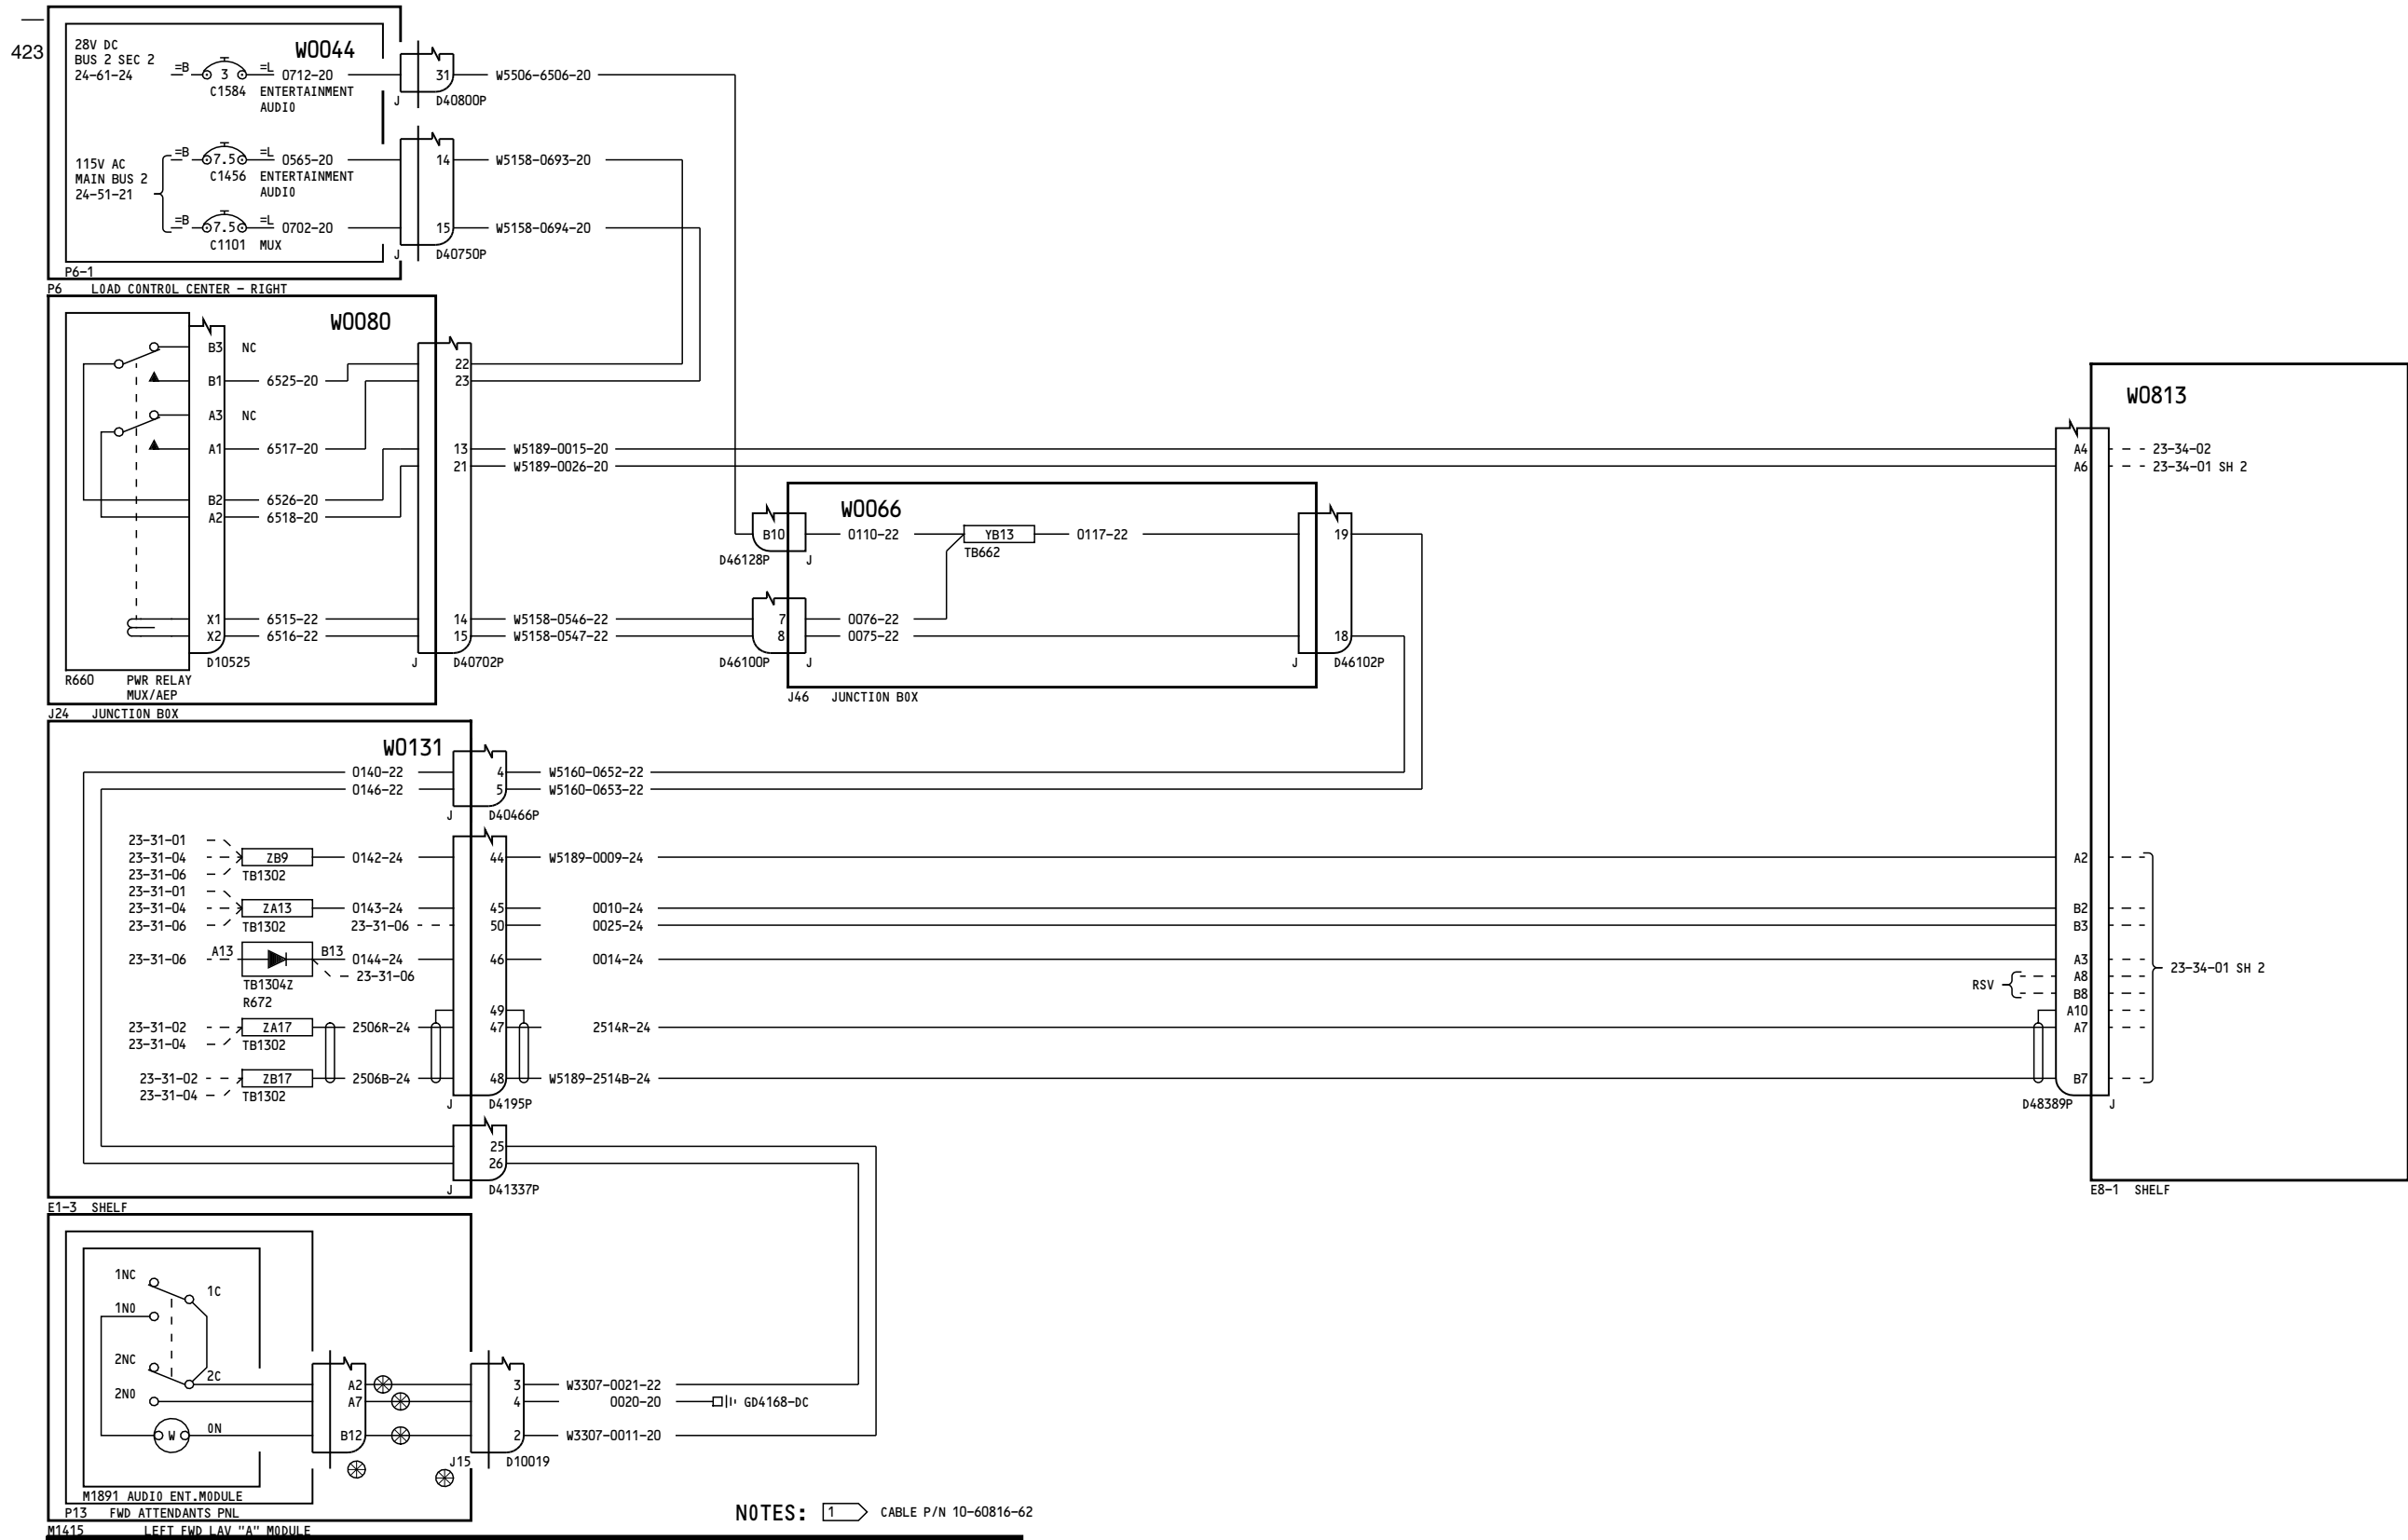 423
28V DC
BUS 2 SEC 2
24-61-24
=B 3 =L 0712-20
C1584 ENTERTAINMENT
AUDIO
W0044
31 W5506-6506-20
J D40800P
115V AC
MAIN BUS 2
24-51-21
=B 7.5 =L 0565-20
C1456 ENTERTAINMENT
AUDIO
14 W5158-0693-20
=B 7.5 =L 0702-20
C1101 MUX
15 W5158-0694-20
J D40750P
P6-1
P6 LOAD CONTROL CENTER - RIGHT
W0080
B3 NC
22
B1 6525-20
23
A3 NC
A1 6517-20
13 W5189-0015-20
21 W5189-0026-20
B2 6526-20
A2 6518-20
X1 6515-22
14 W5158-0546-22
X2 6516-22
15 W5158-0547-22
D10525
J D40702P
R660 PWR RELAY
MUX/AEP
J24 JUNCTION BOX
W0066
B10 0110-22 YB13 0117-22 19
TB662
D46128P J
7 0076-22
8 0075-22 18
D46100P J
J D46102P
J46 JUNCTION BOX
W0813
A4 23-34-02
A6 23-34-01 SH 2
W0131
0140-22 4 W5160-0652-22
0146-22 5 W5160-0653-22
J D40466P
23-31-01
23-31-04 ZB9 0142-24 44 W5189-0009-24 A2
23-31-06 TB1302
23-31-01
23-31-04 ZA13 0143-24 45 0010-24 B2
23-31-06 TB1302 23-31-06 50 0025-24 B3
23-31-06 A13 B13 0144-24 46 0014-24 A3
23-31-06
TB1304Z
R672
23-34-01 SH 2
RSV A8
B8
49 A10
23-31-02 ZA17 2506R-24 47 2514R-24 A7
23-31-04 TB1302
23-31-02 ZB17 2506B-24 48 W5189-2514B-24 B7
23-31-04 TB1302
J D4195P
D48389P J
25
26
J D41337P
E1-3 SHELF
E8-1 SHELF
1NC
1C
1NO
2NC
2C
2NO
W ON
A2 3 W3307-0021-22
A7 4 0020-20 GD4168-DC
B12 2 W3307-0011-20
J15 D10019
M1891 AUDIO ENT.MODULE
P13 FWD ATTENDANTS PNL
M1415 LEFT FWD LAV "A" MODULE
NOTES: 1 CABLE P/N 10-60816-62